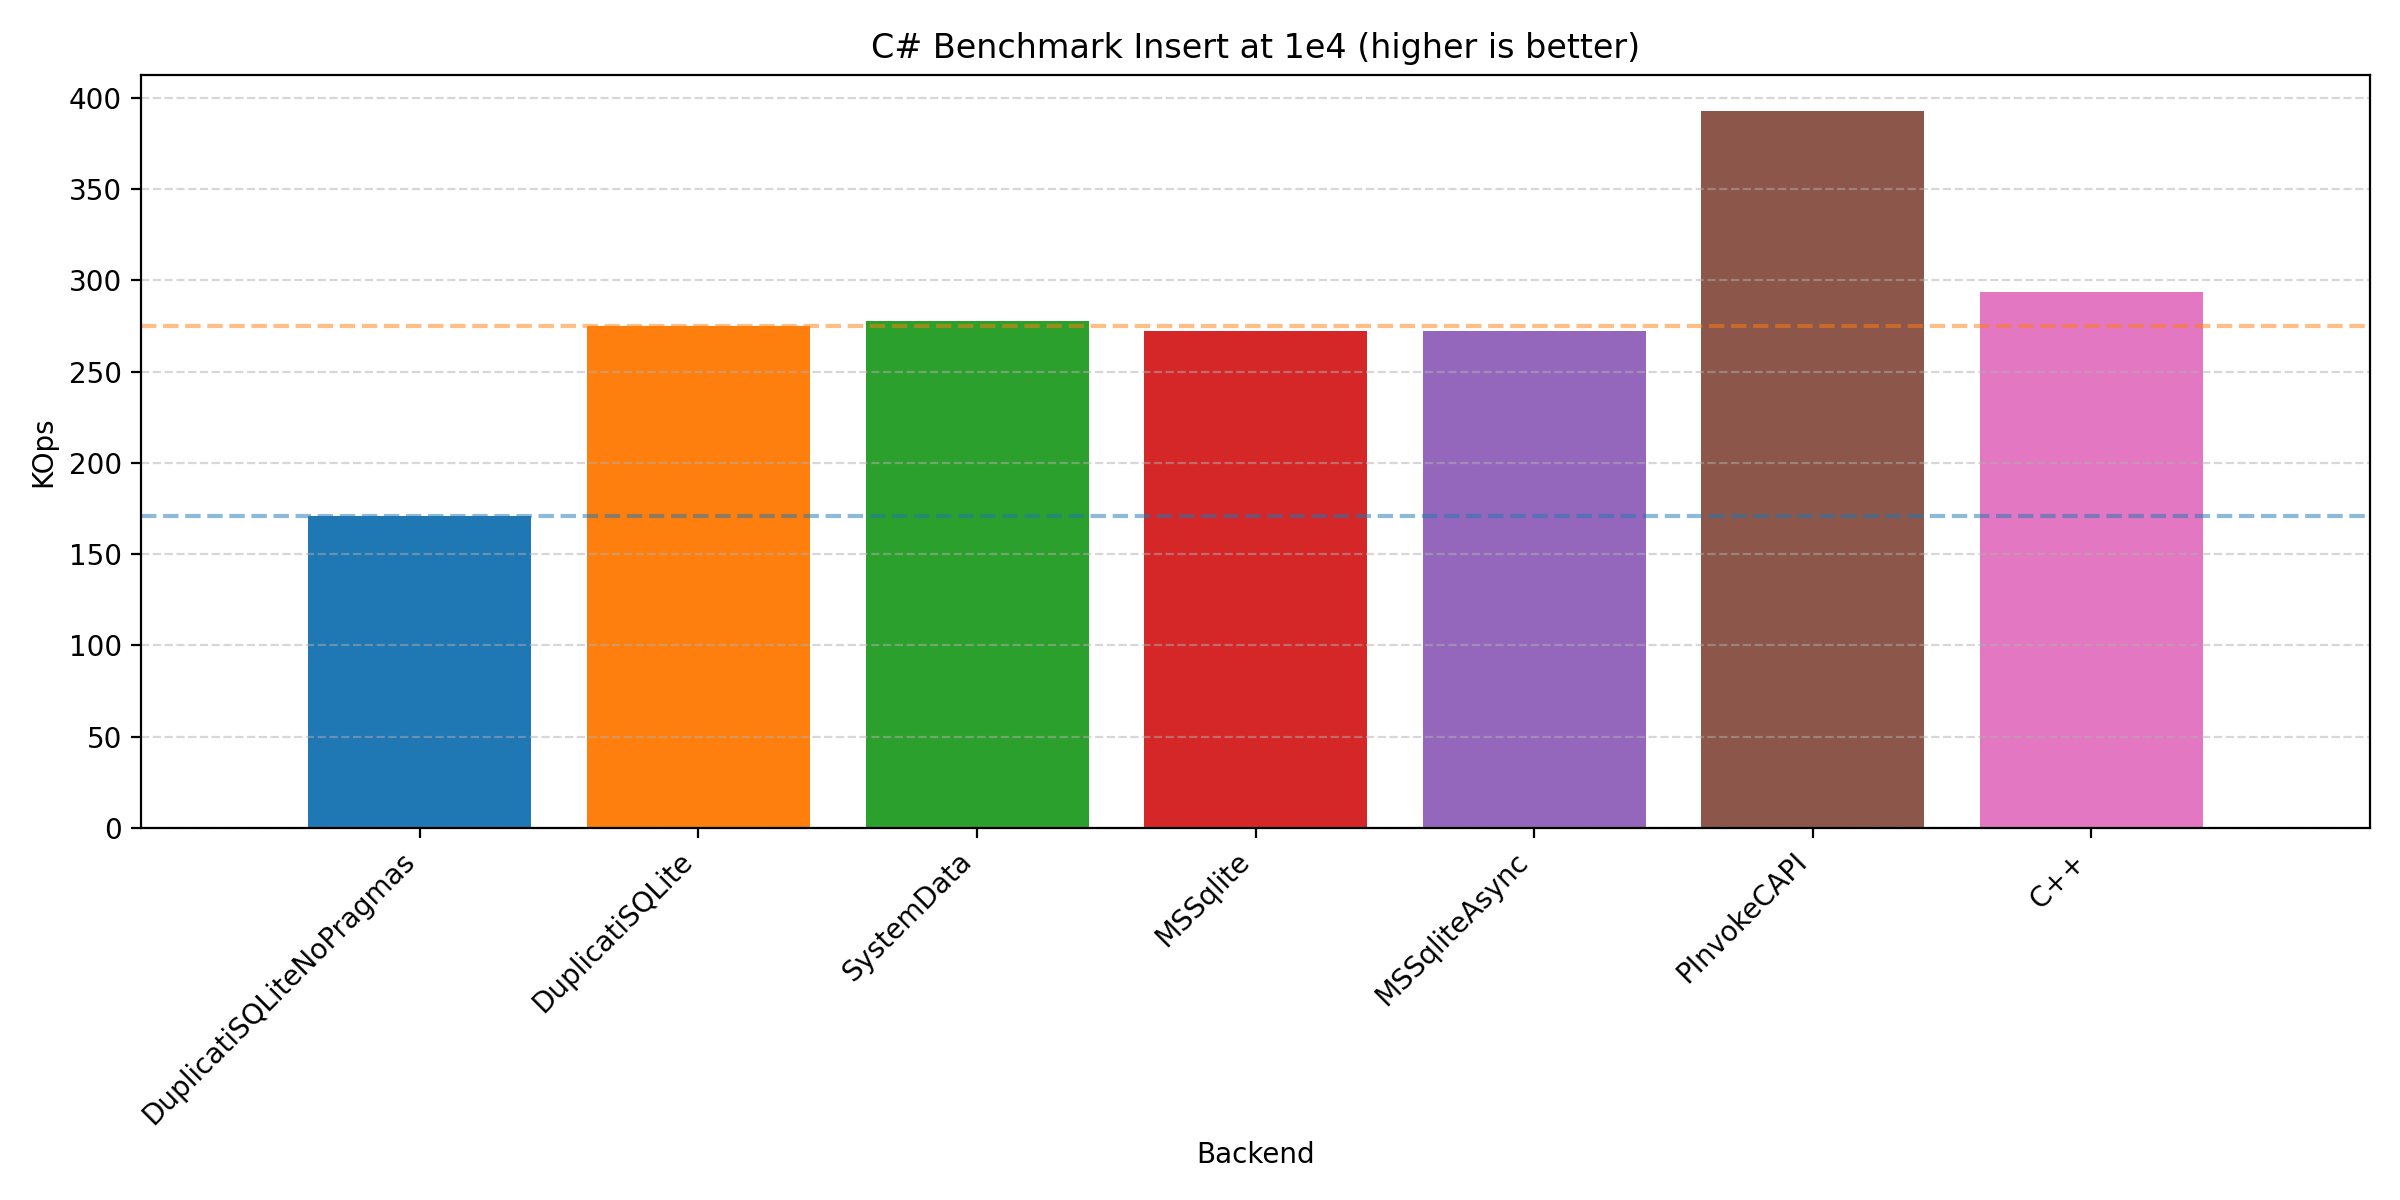 C# Benchmark Insert at 1e4 (higher is better)
KOps
400
350
300
250
200
150
100
50
0
DuplicatiSQLiteNoPragmas
DuplicatiSQLite
SystemData
MSSqlite
MSSqliteAsync
PInvokeCAPI
C++
Backend